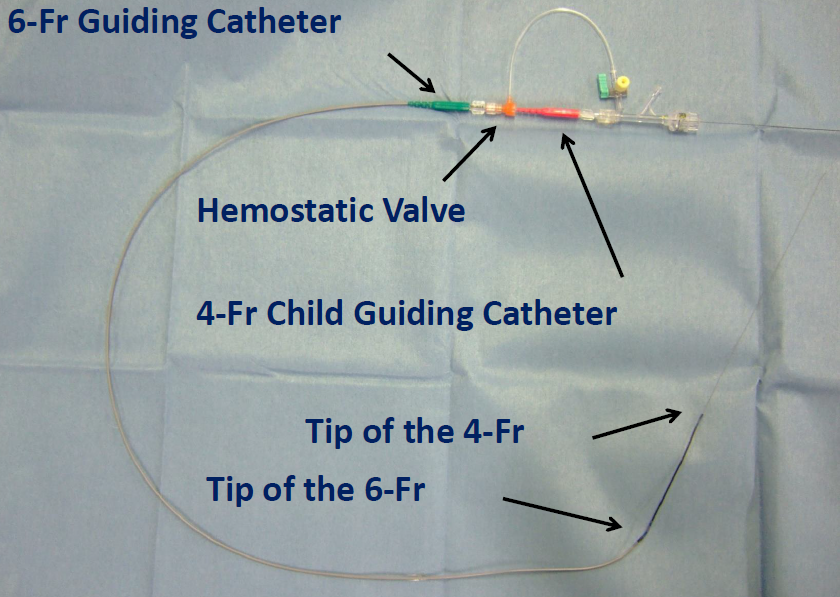 6-Fr Guiding Catheter
Hemostatic Valve
4-Fr Child Guiding Catheter
Tip of the 4-Fr
Tip of the 6-Fr